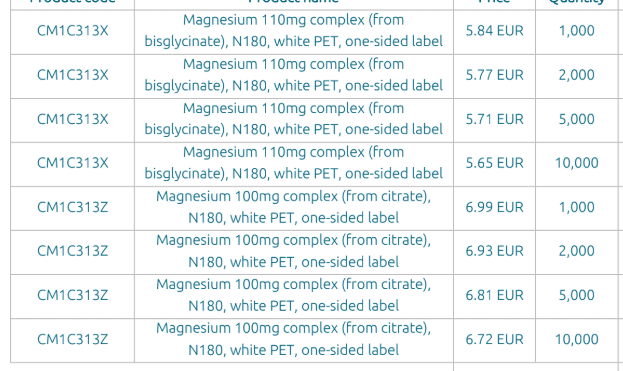 Product code Product name Price Quantity
CM1C313X Magnesium 110mg complex (from bisglycinate), N180, white PET, one-sided label 5.84 EUR 1,000
CM1C313X Magnesium 110mg complex (from bisglycinate), N180, white PET, one-sided label 5.77 EUR 2,000
CM1C313X Magnesium 110mg complex (from bisglycinate), N180, white PET, one-sided label 5.71 EUR 5,000
CM1C313X Magnesium 110mg complex (from bisglycinate), N180, white PET, one-sided label 5.65 EUR 10,000
CM1C313Z Magnesium 100mg complex (from citrate), N180, white PET, one-sided label 6.99 EUR 1,000
CM1C313Z Magnesium 100mg complex (from citrate), N180, white PET, one-sided label 6.93 EUR 2,000
CM1C313Z Magnesium 100mg complex (from citrate), N180, white PET, one-sided label 6.81 EUR 5,000
CM1C313Z Magnesium 100mg complex (from citrate), N180, white PET, one-sided label 6.72 EUR 10,000